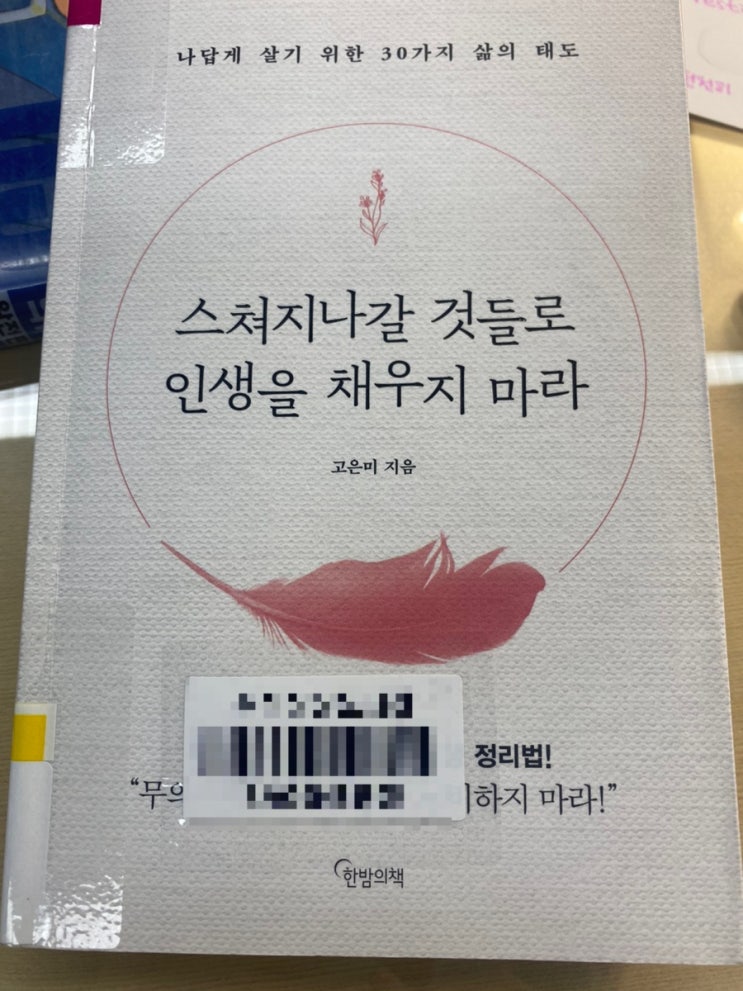 나답게 살기 위한 30가지 삶의 태도
스쳐지나갈 것들로
인생을 채우지 마라
고은미 지음
정리법!
하지 마라!”
한밤의책